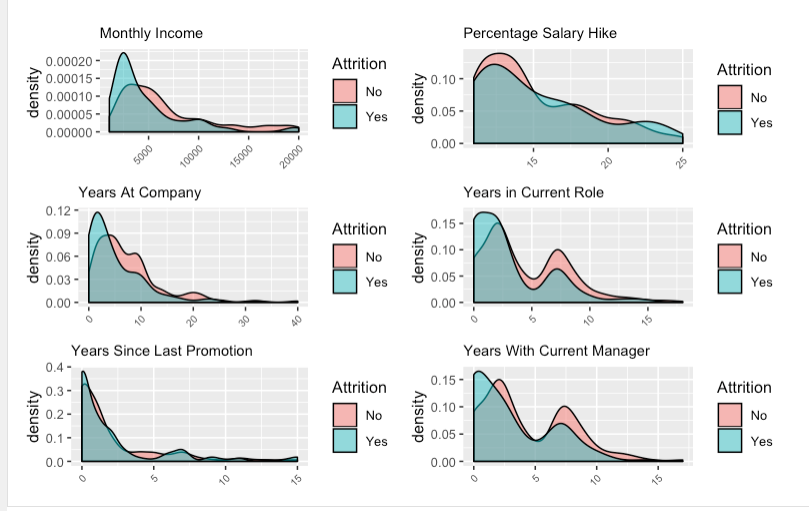 Monthly Income
density
0.00020
0.00015
0.00010
0.00005
0.00000
5000
10000
15000
20000
Attrition
No
Yes
Percentage Salary Hike
density
0.10
0.05
0.00
15
20
25
Attrition
No
Yes
Years At Company
density
0.12
0.09
0.06
0.03
0.00
0
10
20
30
40
Attrition
No
Yes
Years in Current Role
density
0.15
0.10
0.05
0.00
0
5
10
15
Attrition
No
Yes
Years Since Last Promotion
density
0.4
0.3
0.2
0.1
0.0
0
5
10
15
Attrition
No
Yes
Years With Current Manager
density
0.15
0.10
0.05
0.00
0
5
10
15
Attrition
No
Yes